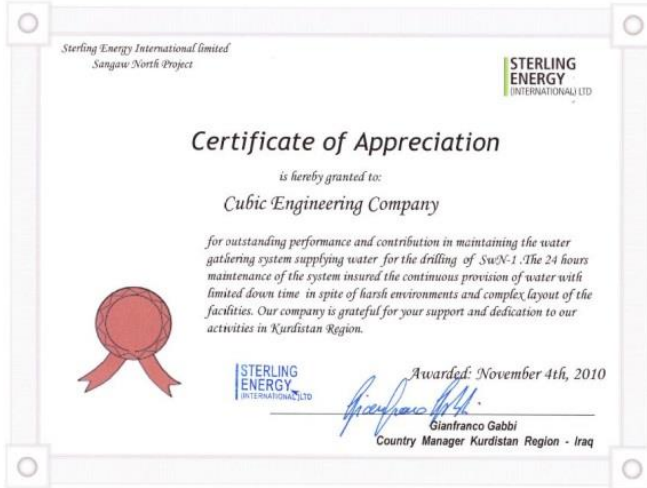 Sterling Energy International limited
Sangaw North Project
STERLING
ENERGY
(INTERNATIONAL) LTD
Certificate of Appreciation
is hereby granted to:
Cubic Engineering Company
for outstanding performance and contribution in maintaining the water
gathering system supplying water for the drilling of SwN-1 .The 24 hours
maintenance of the system insured the continuous provision of water with
limited down time in spite of harsh environments and complex layout of the
facilities. Our company is grateful for your support and dedication to our
activities in Kurdistan Region.
STERLING
ENERGY
(INTERNATIONAL) LTD
Awarded: November 4th, 2010
Gianfranco Gabbi
Country Manager Kurdistan Region - Iraq